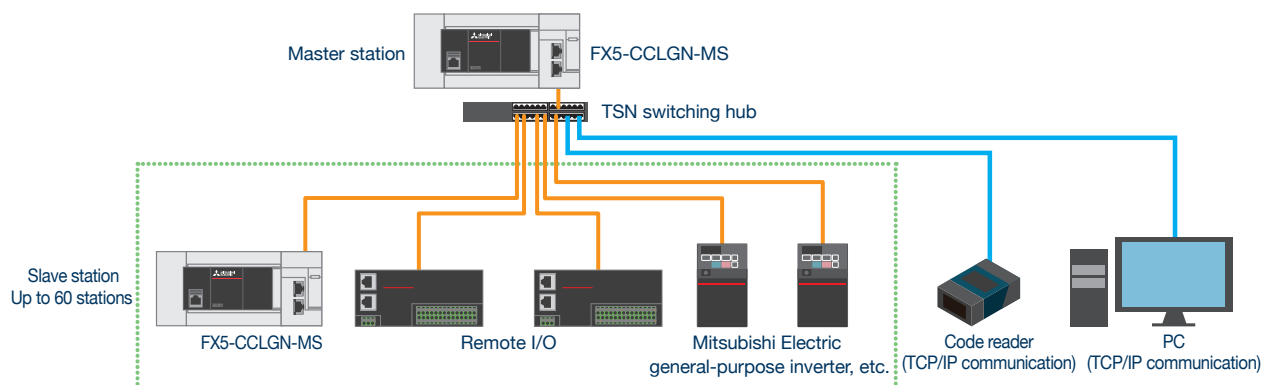 Master station
FX5-CCLGN-MS
TSN switching hub
Slave station
Up to 60 stations
FX5-CCLGN-MS
Remote I/O
Mitsubishi Electric
general-purpose inverter, etc.
Code reader
(TCP/IP communication)
PC
(TCP/IP communication)